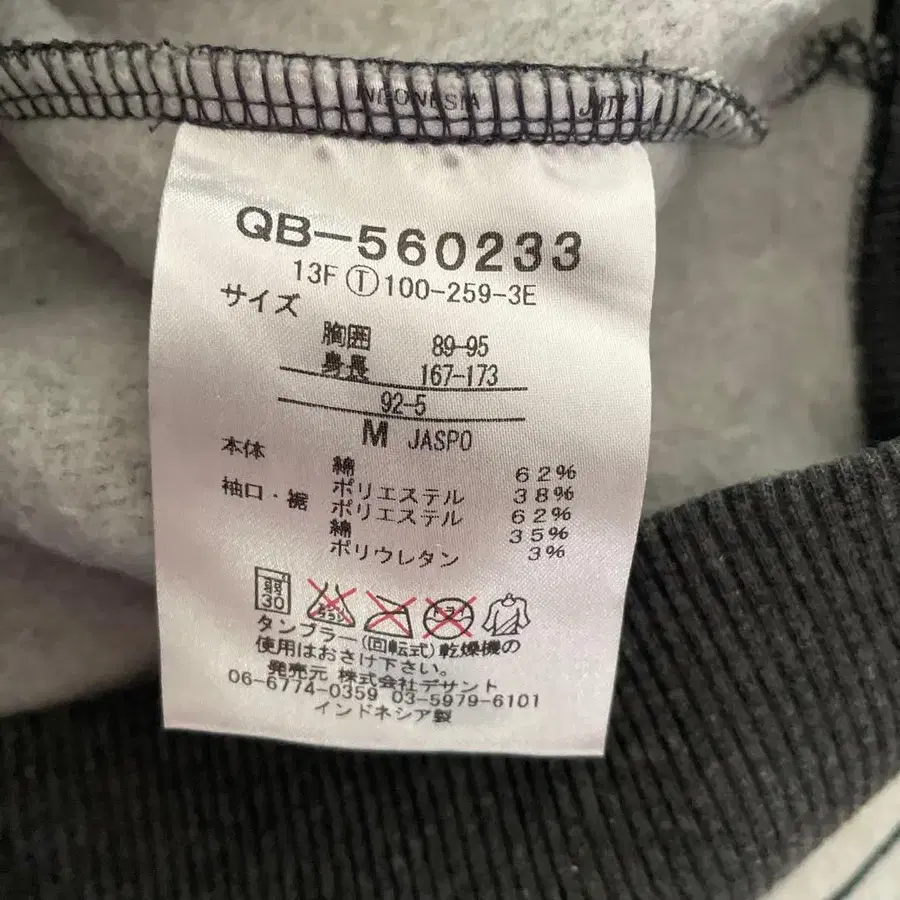 INDONESIA
QB-560233
13F Ⓣ100-259-3E
サイズ
胸囲 89-95
身長 167-173
92-5
M JASPO
本体 綿 62%
ポリエステル 38%
袖口・裾 ポリエステル 62%
綿 35%
ポリウレタン 3%
弱
30
ドライ
タンブラー(回転式)乾燥機の
使用はおさけ下さい。
発売元 株式会社デサント
06-6774-0359 03-5979-6101
インドネシア製